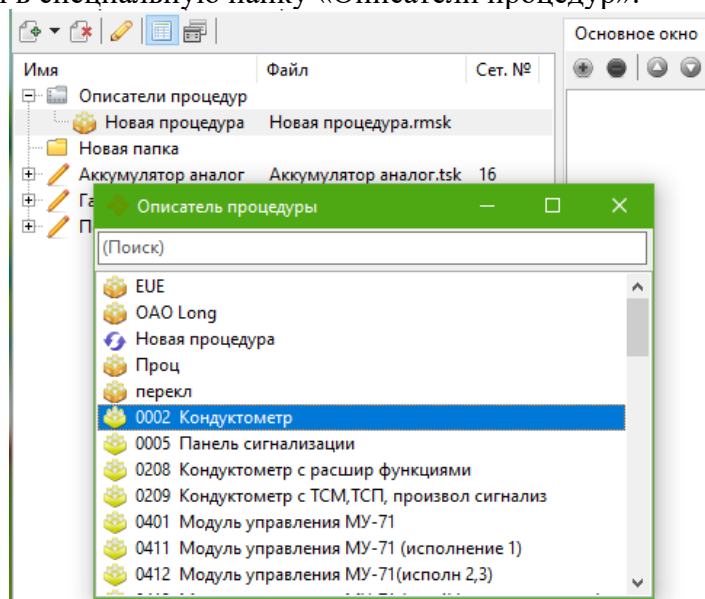 в специальную папку «Описатели процедур».
Основное окно
Имя Файл Сет. №
Описатели процедур
Новая процедура Новая процедура.rmsk
Новая папка
Аккумулятор аналог Аккумулятор аналог.tsk 16
Описатель процедуры
(Поиск)
EUE
ОАО Long
Новая процедура
Проц
перекл
0002 Кондуктометр
0005 Панель сигнализации
0208 Кондуктометр с расшир функциями
0209 Кондуктометр с ТСМ,ТСП, произвол сигнализ
0401 Модуль управления МУ-71
0411 Модуль управления МУ-71 (исполнение 1)
0412 Модуль управления МУ-71(исполн 2,3)